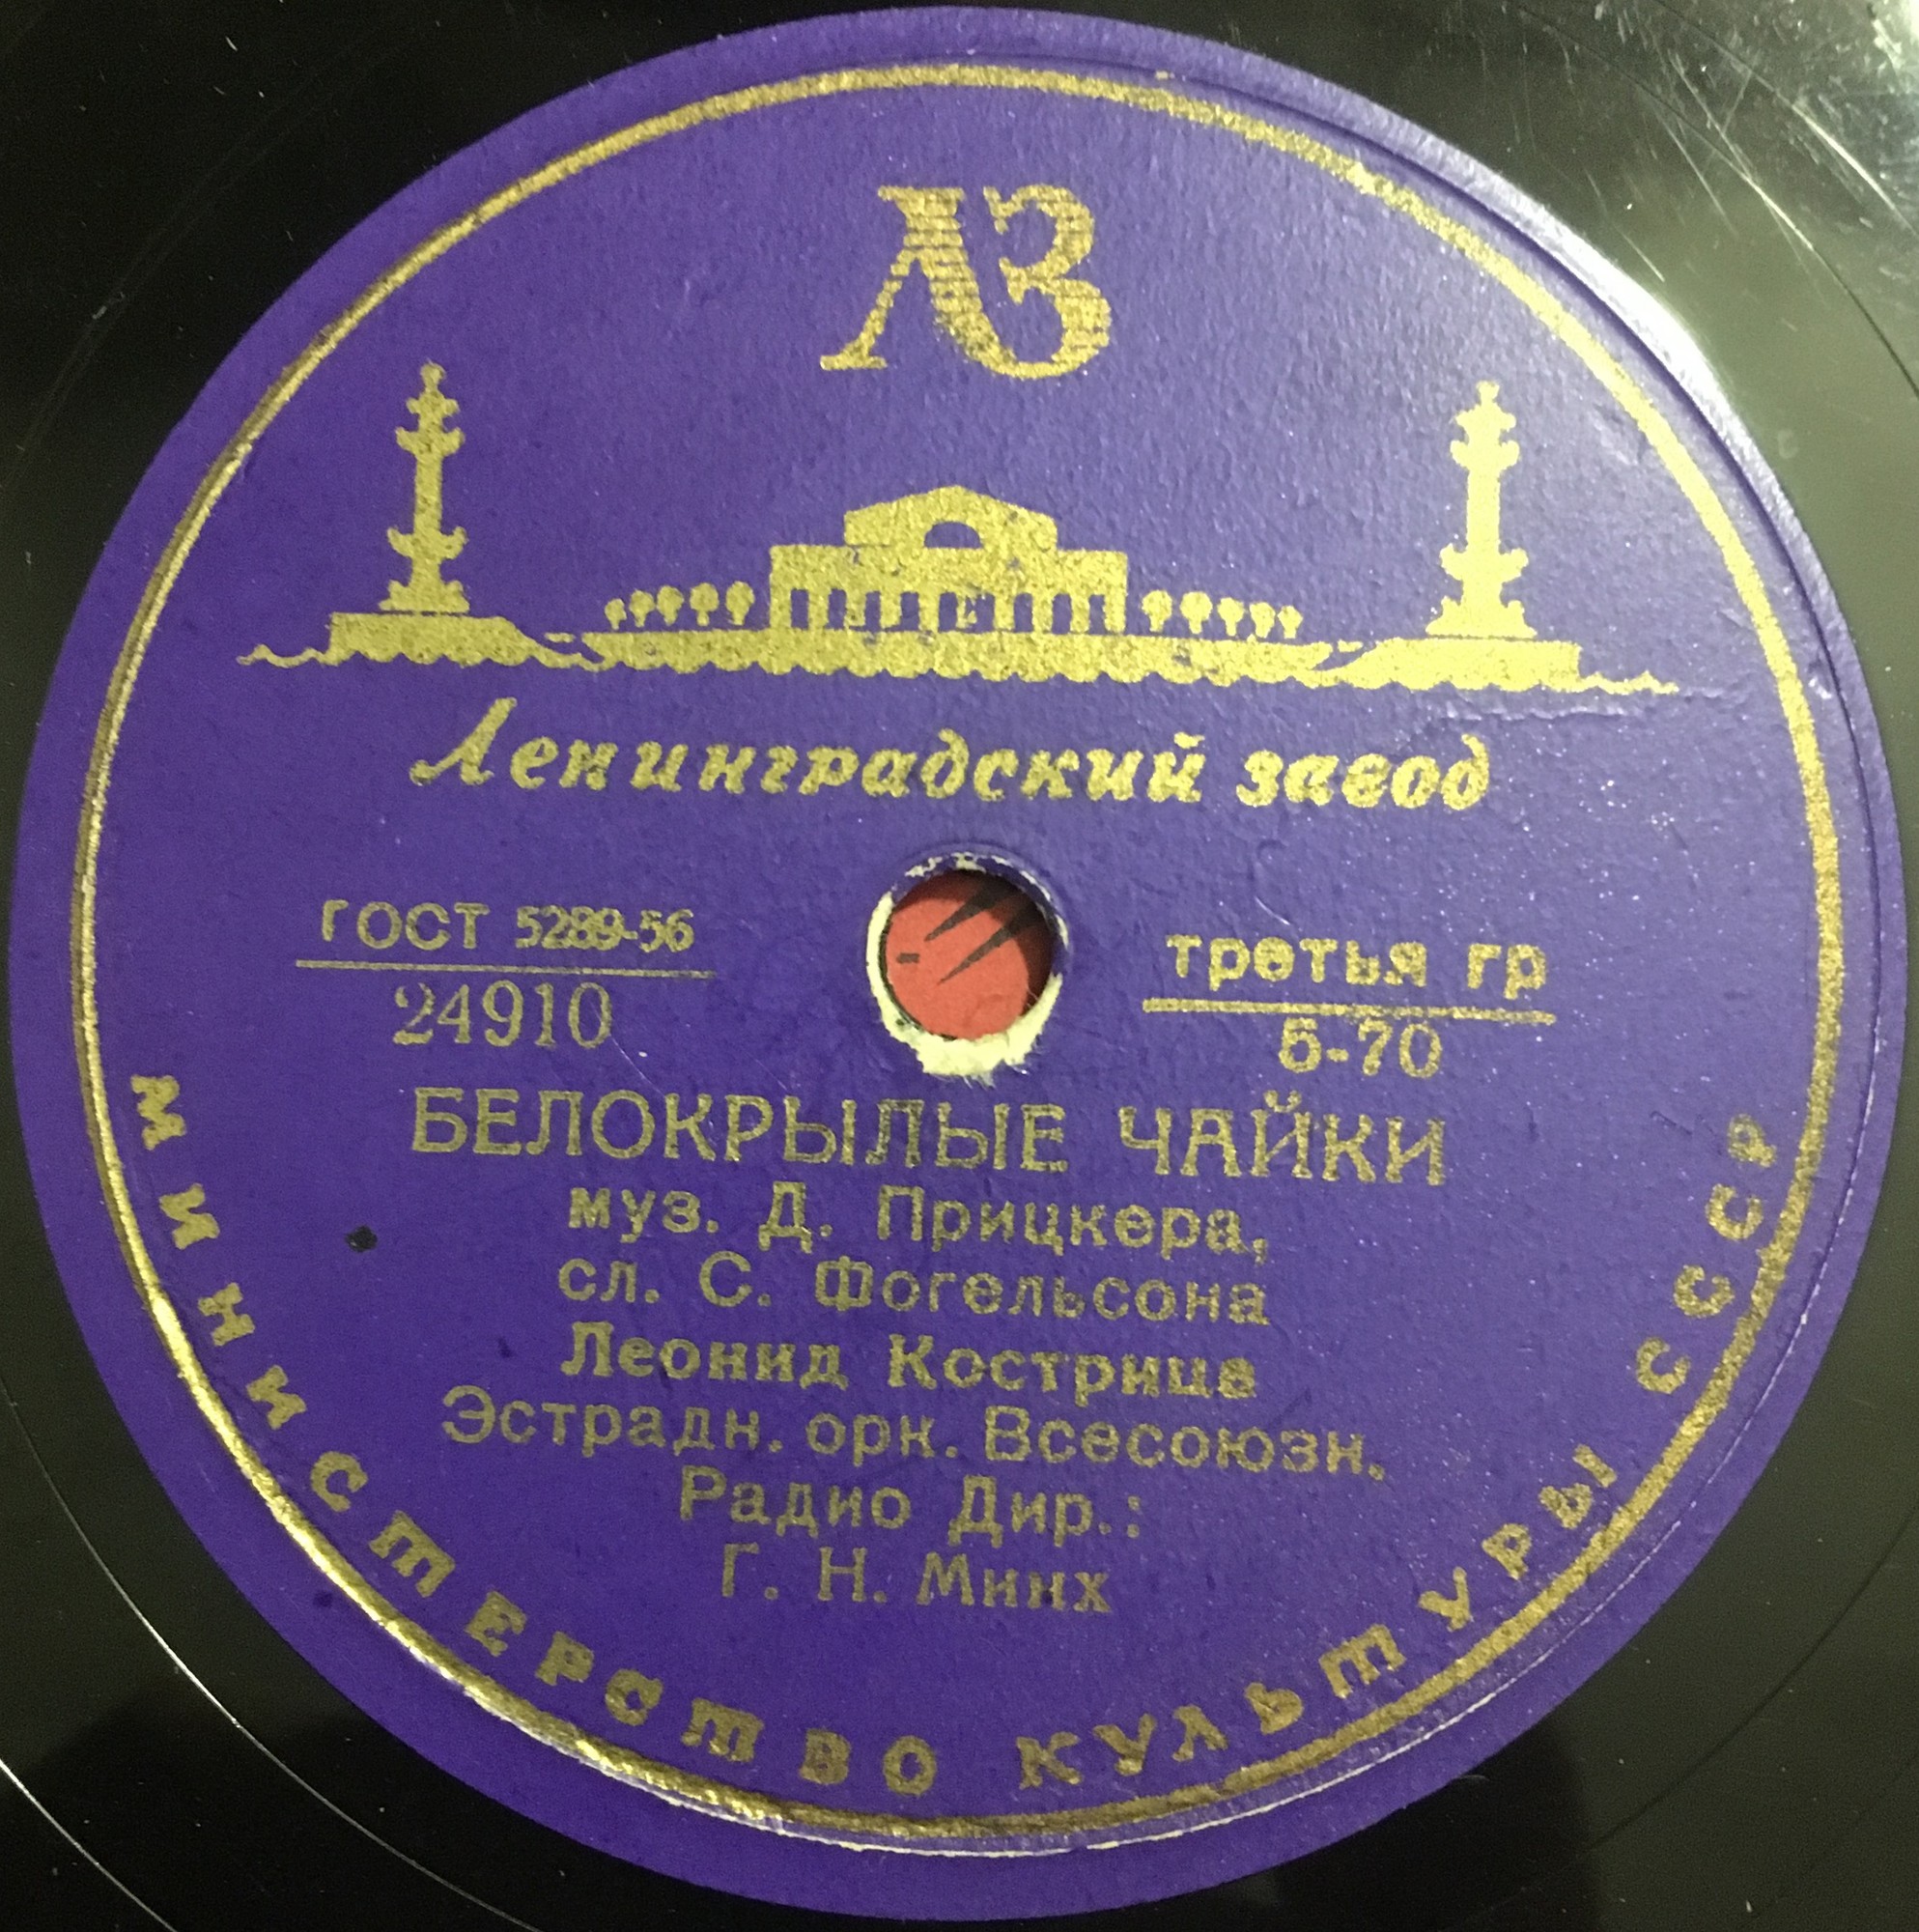 ЛЗ
Ленинградский завод
ГОСТ 5289-56
24910
третья гр
5-70
БЕЛОКРЫЛЫЕ ЧАЙКИ
муз. Д. Прицкера,
сл. С. Фогельсона
Леонид Кострица
Эстрадн. орк. Всесоюзн.
Радио Дир.:
Г. Н. Минх
МИНИСТЕРСТВО КУЛЬТУРЫ СССР